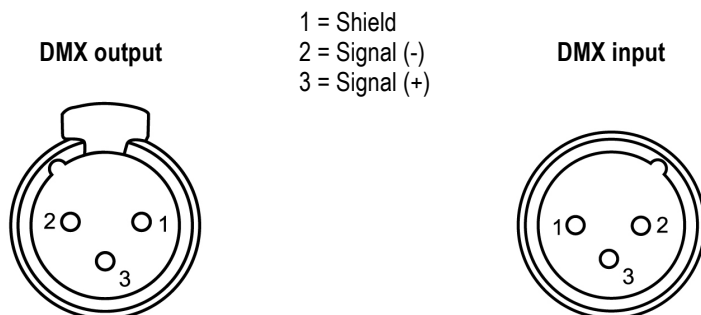 1 = Shield
DMX output
2 = Signal (-)
DMX input
3 = Signal (+)
2 1
3
1 2
3